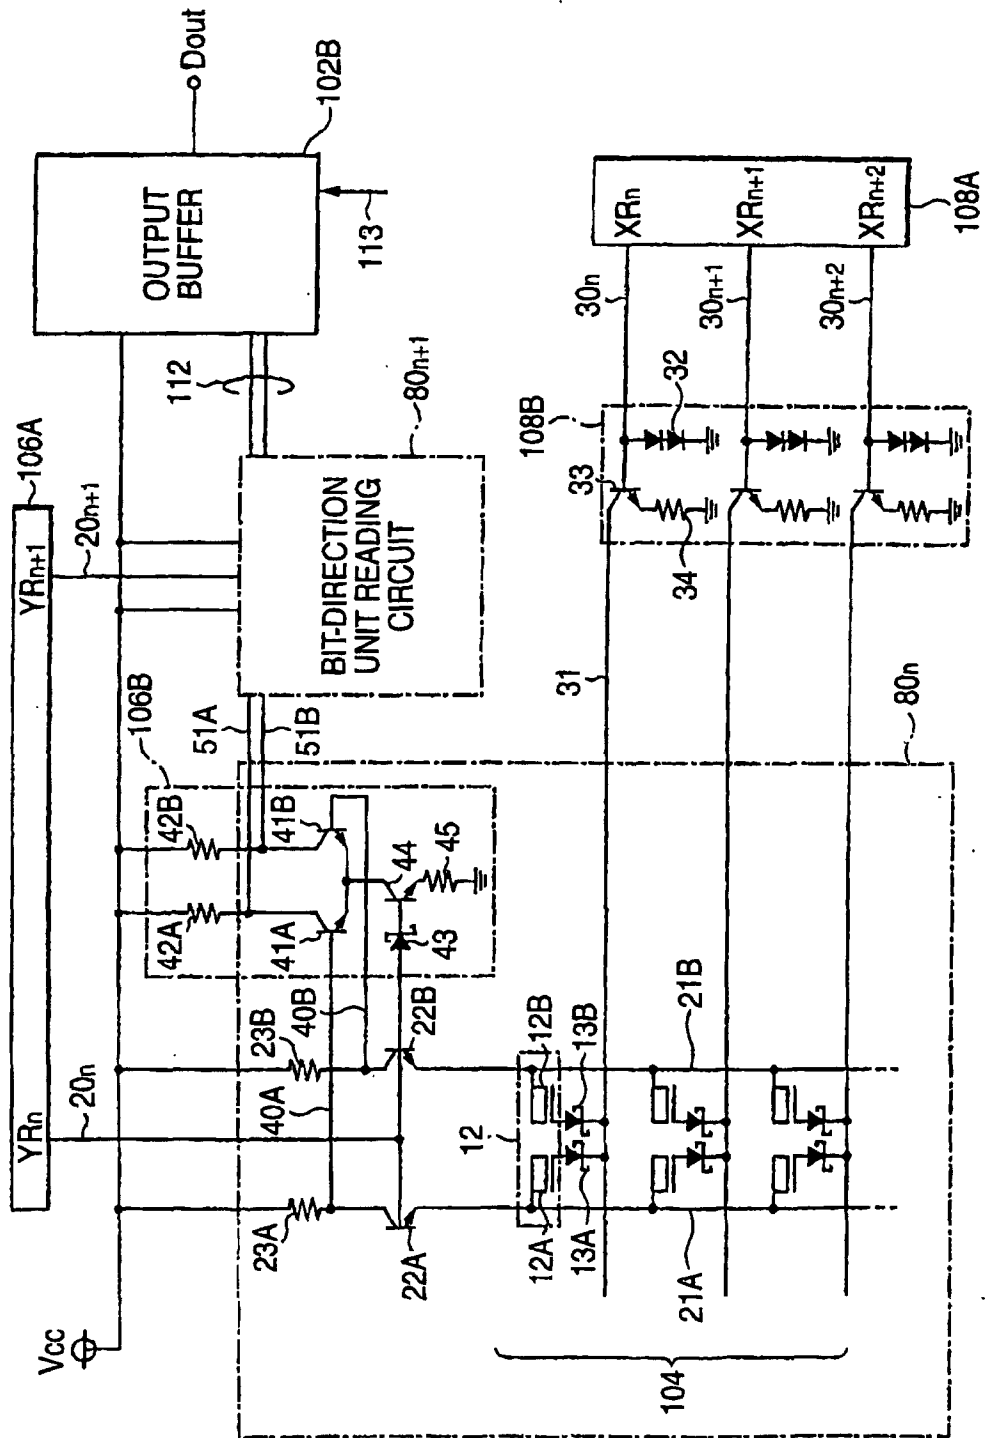 Vcc
YRn
YRn+1
106A
20n
20n+1
OUTPUT
BUFFER
Dout
102B
113
112
BIT-DIRECTION
UNIT READING
CIRCUIT
80n+1
106B
51A
51B
42A
42B
41A
41B
44
45
43
23A
23B
40A
40B
22A
22B
12
12A
12B
13A
13B
21A
21B
104
80n
31
108B
33
34
32
30n
30n+1
30n+2
XRn
XRn+1
XRn+2
108A